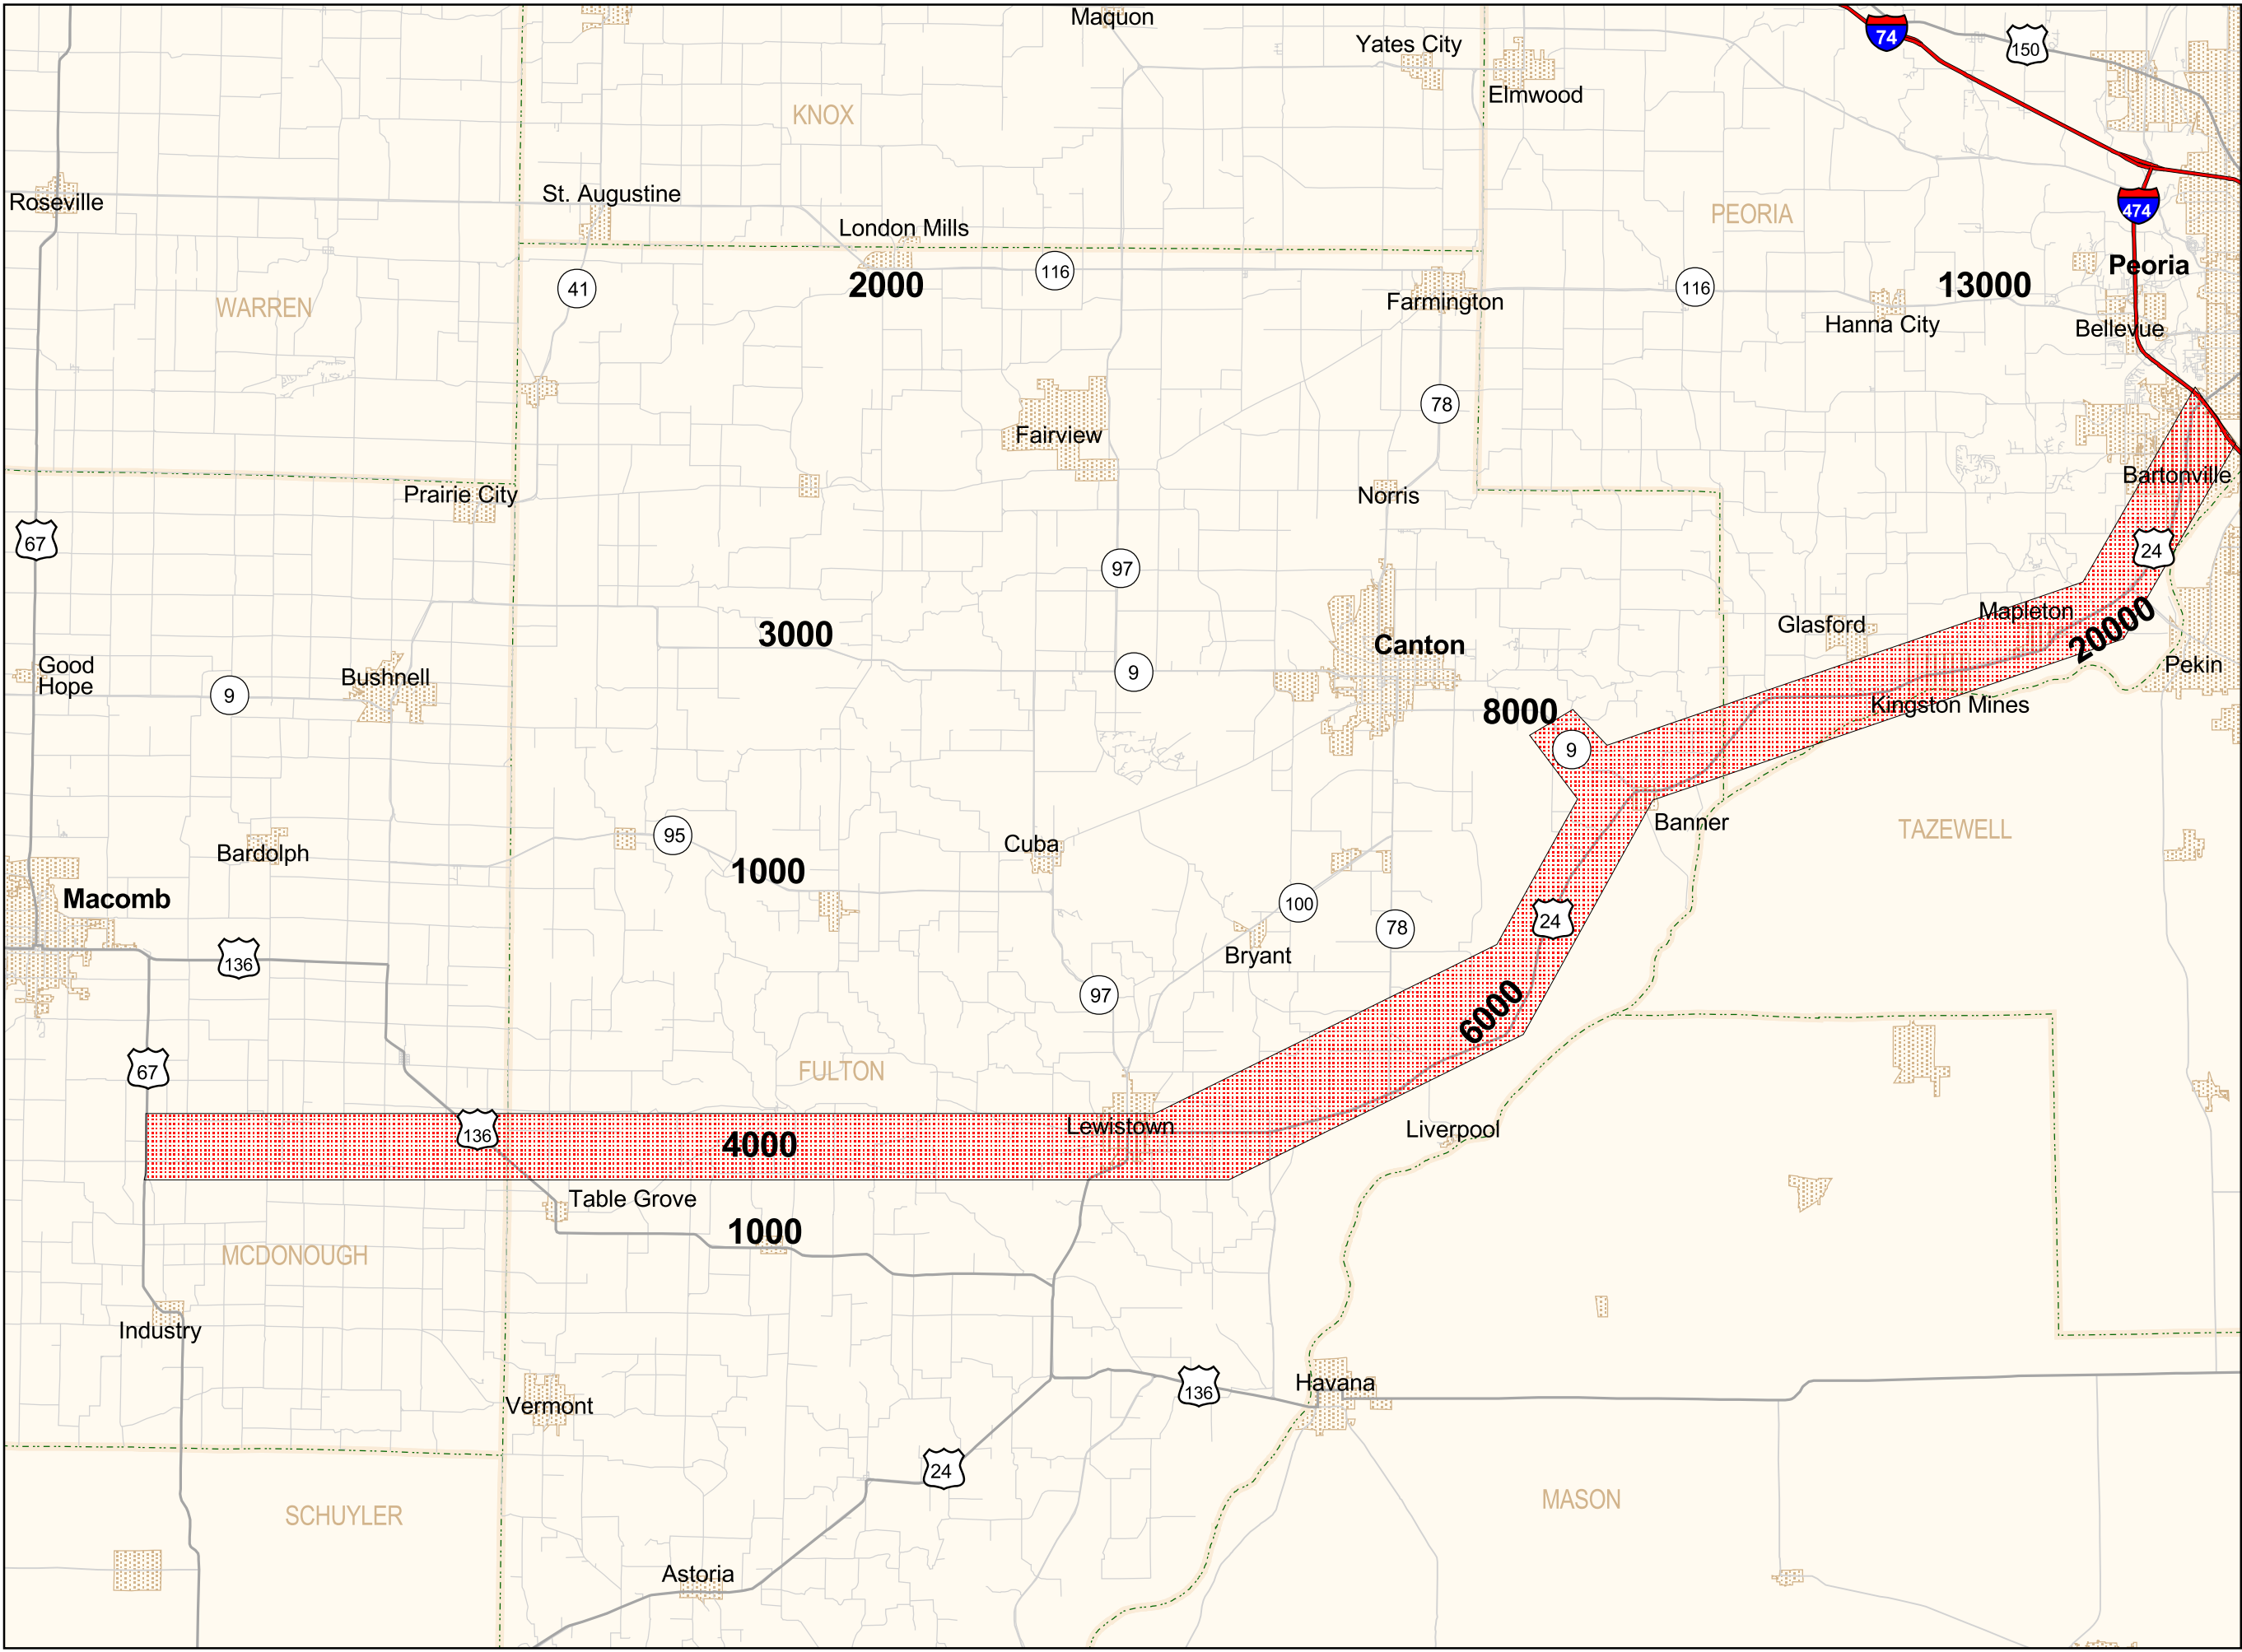 Maquon
Yates City
74
150
Elmwood
KNOX
Roseville
St. Augustine
London Mills
PEORIA
474
41
2000
116
116
13000
Peoria
WARREN
Farmington
Hanna City
Bellevue
78
Fairview
Prairie City
Norris
Bartonville
67
97
24
3000
Canton
Glasford
Mapleton
20000
Good
Hope
9
Bushnell
9
Pekin
8000
Kingston Mines
9
Bardolph
95
1000
Cuba
Banner
TAZEWELL
Macomb
100
78
24
136
Bryant
97
6000
67
FULTON
136
4000
Lewistown
Liverpool
Table Grove
1000
MCDONOUGH
Industry
Vermont
136
Havana
24
SCHUYLER
MASON
Astoria